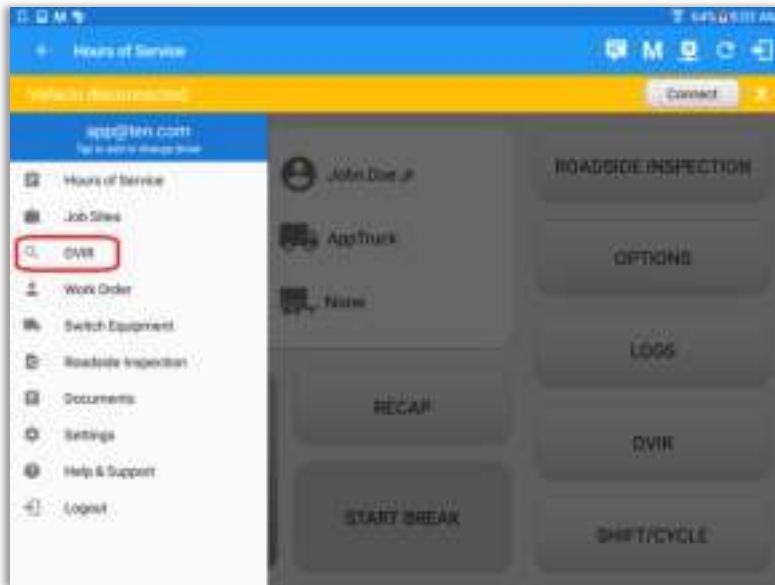 Hours of Service
Vehicle disconnected
Connect
X
app@ten.com
Tap to add or change driver
Hours of Service
Job Sites
DVIR
Work Order
Switch Equipment
Roadside Inspection
Documents
Settings
Help & Support
Logout
John Doe Jr
AppTruck
None
RECAP
START BREAK
ROADSIDE INSPECTION
OPTIONS
LOGS
DVIR
SHIFT/CYCLE